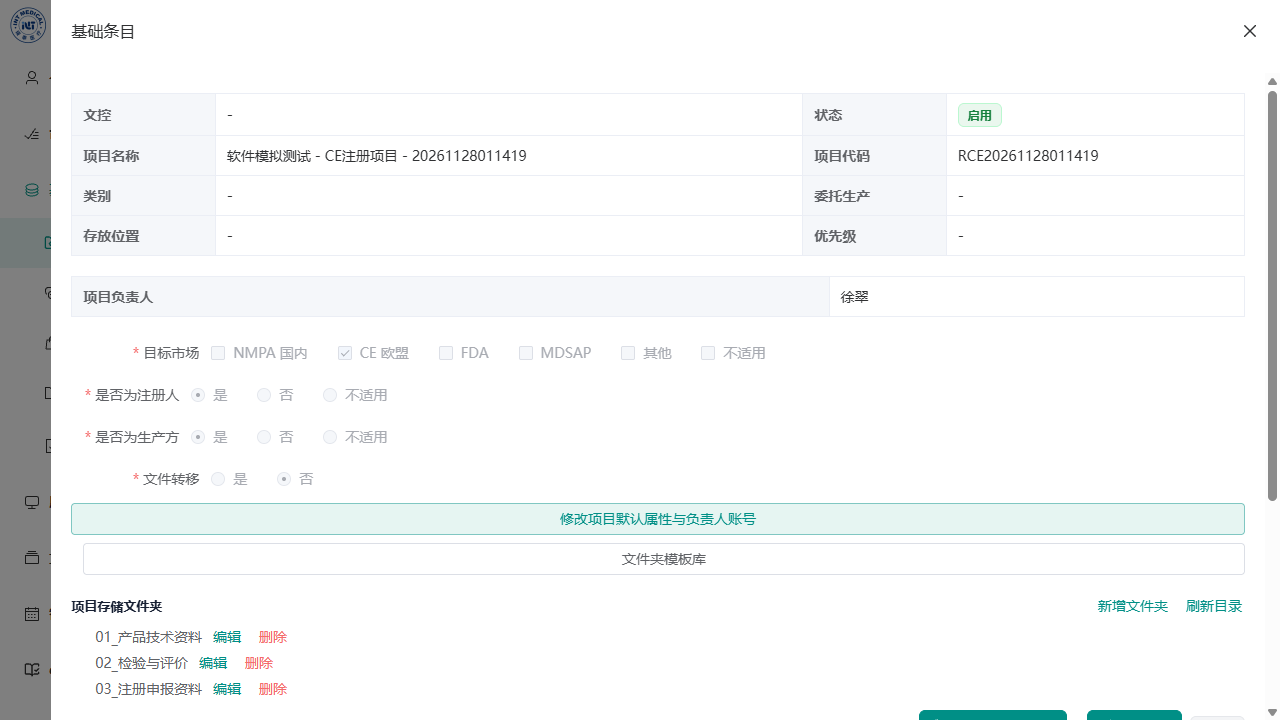 基础条目
文控 - 状态 启用
项目名称 软件模拟测试 - CE注册项目 - 20261128011419 项目代码 RCE20261128011419
类别 - 委托生产 -
存放位置 - 优先级 -
项目负责人 徐翠
* 目标市场 NMPA 国内 CE 欧盟 FDA MDSAP 其他 不适用
* 是否为注册人 是 否 不适用
* 是否为生产方 是 否 不适用
* 文件转移 是 否
修改项目默认属性与负责人账号
文件夹模板库
项目存储文件夹 新增文件夹 刷新目录
01_产品技术资料 编辑 删除
02_检验与评价 编辑 删除
03_注册申报资料 编辑 删除